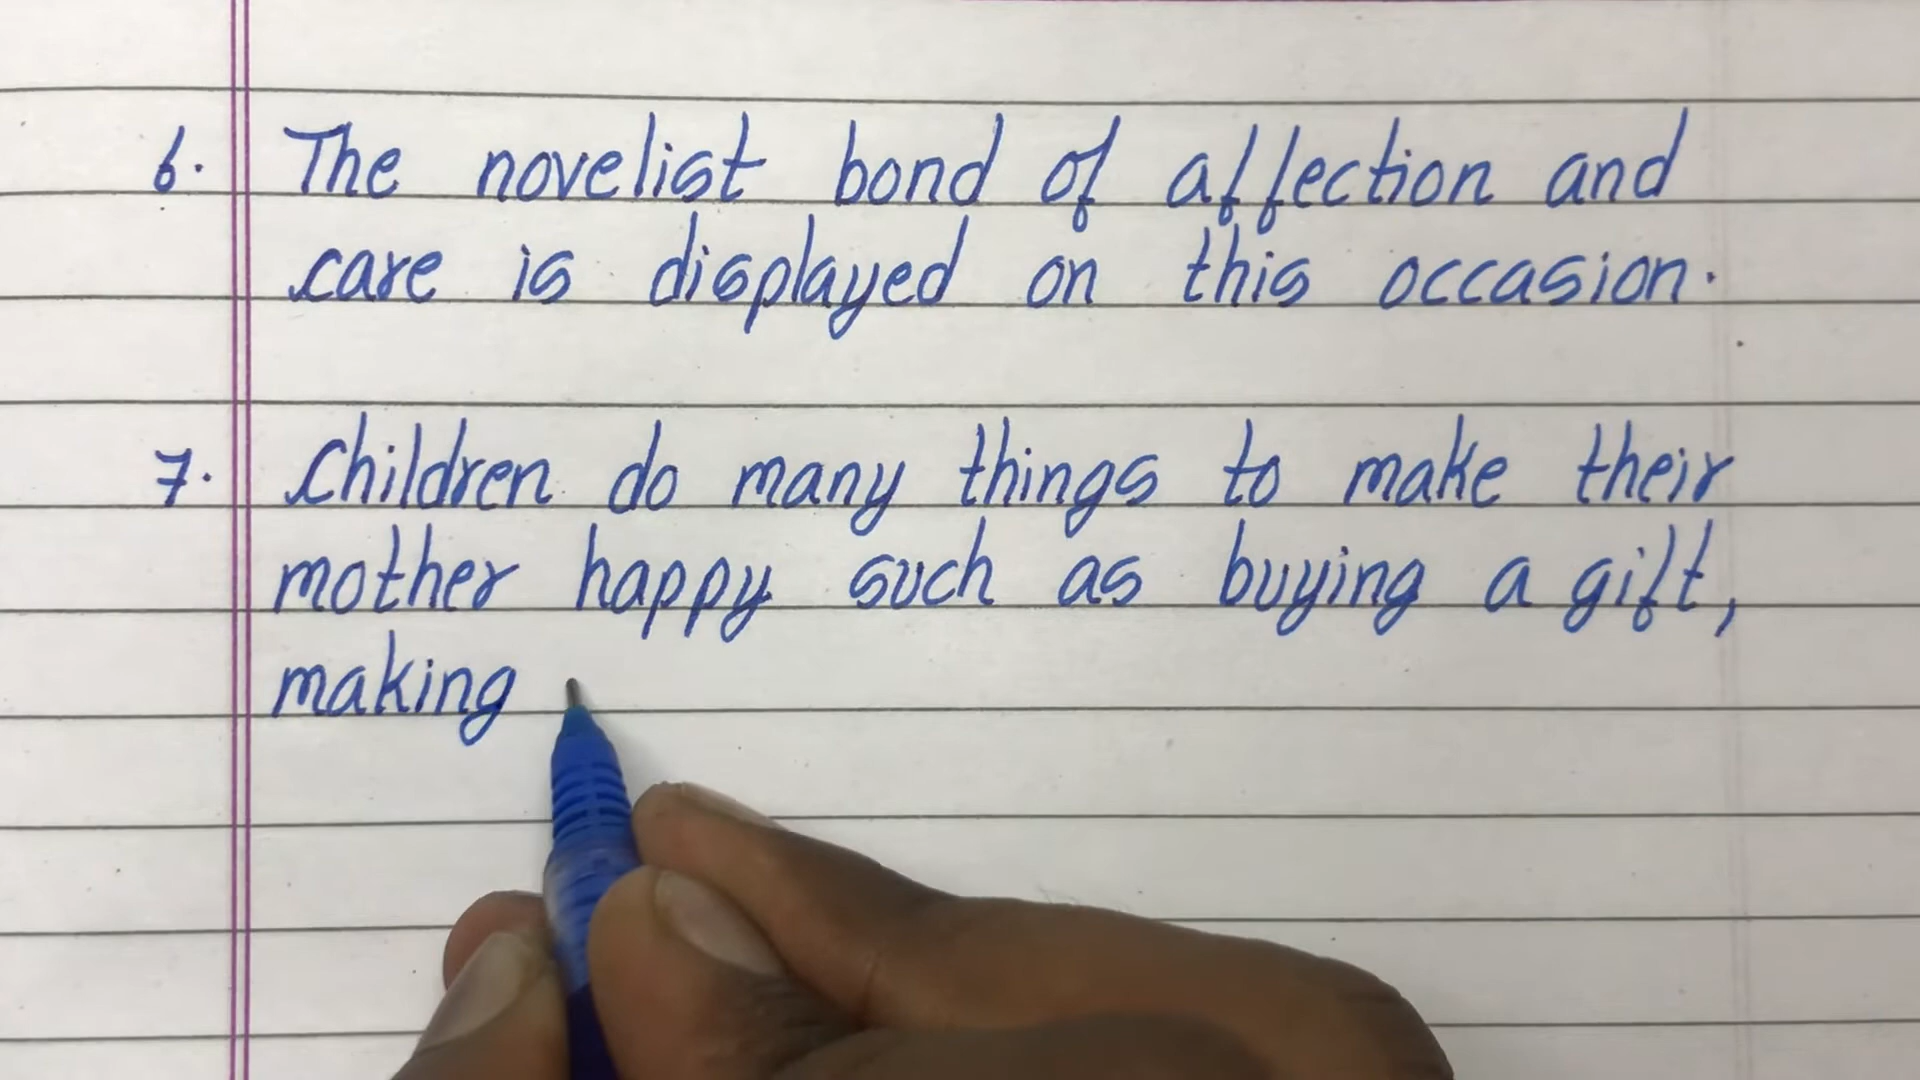 6. The novelist bond of affection and
care is displayed on this occasion.
7. Children do many things to make their
mother happy such as buying a gift,
making